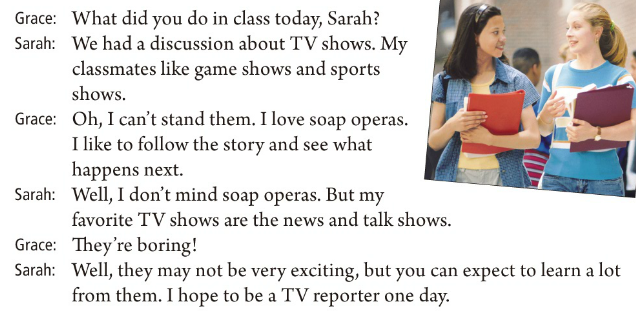 Grace: What did you do in class today, Sarah?
Sarah: We had a discussion about TV shows. My
classmates like game shows and sports
shows.
Grace: Oh, I can’t stand them. I love soap operas.
I like to follow the story and see what
happens next.
Sarah: Well, I don’t mind soap operas. But my
favorite TV shows are the news and talk shows.
Grace: They’re boring!
Sarah: Well, they may not be very exciting, but you can expect to learn a lot
from them. I hope to be a TV reporter one day.